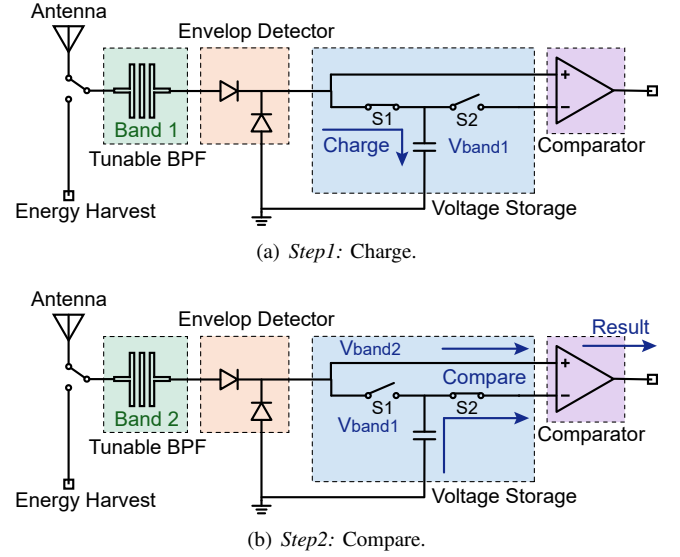 Antenna
Envelop Detector
+
−
Band 1
S1
S2
Charge
Vband1
Tunable BPF
Comparator
Energy Harvest
Voltage Storage
(a) Step1: Charge.
Antenna
Envelop Detector
Result
Vband2
+
Compare
−
Band 2
S1
S2
Vband1
Tunable BPF
Comparator
Energy Harvest
Voltage Storage
(b) Step2: Compare.